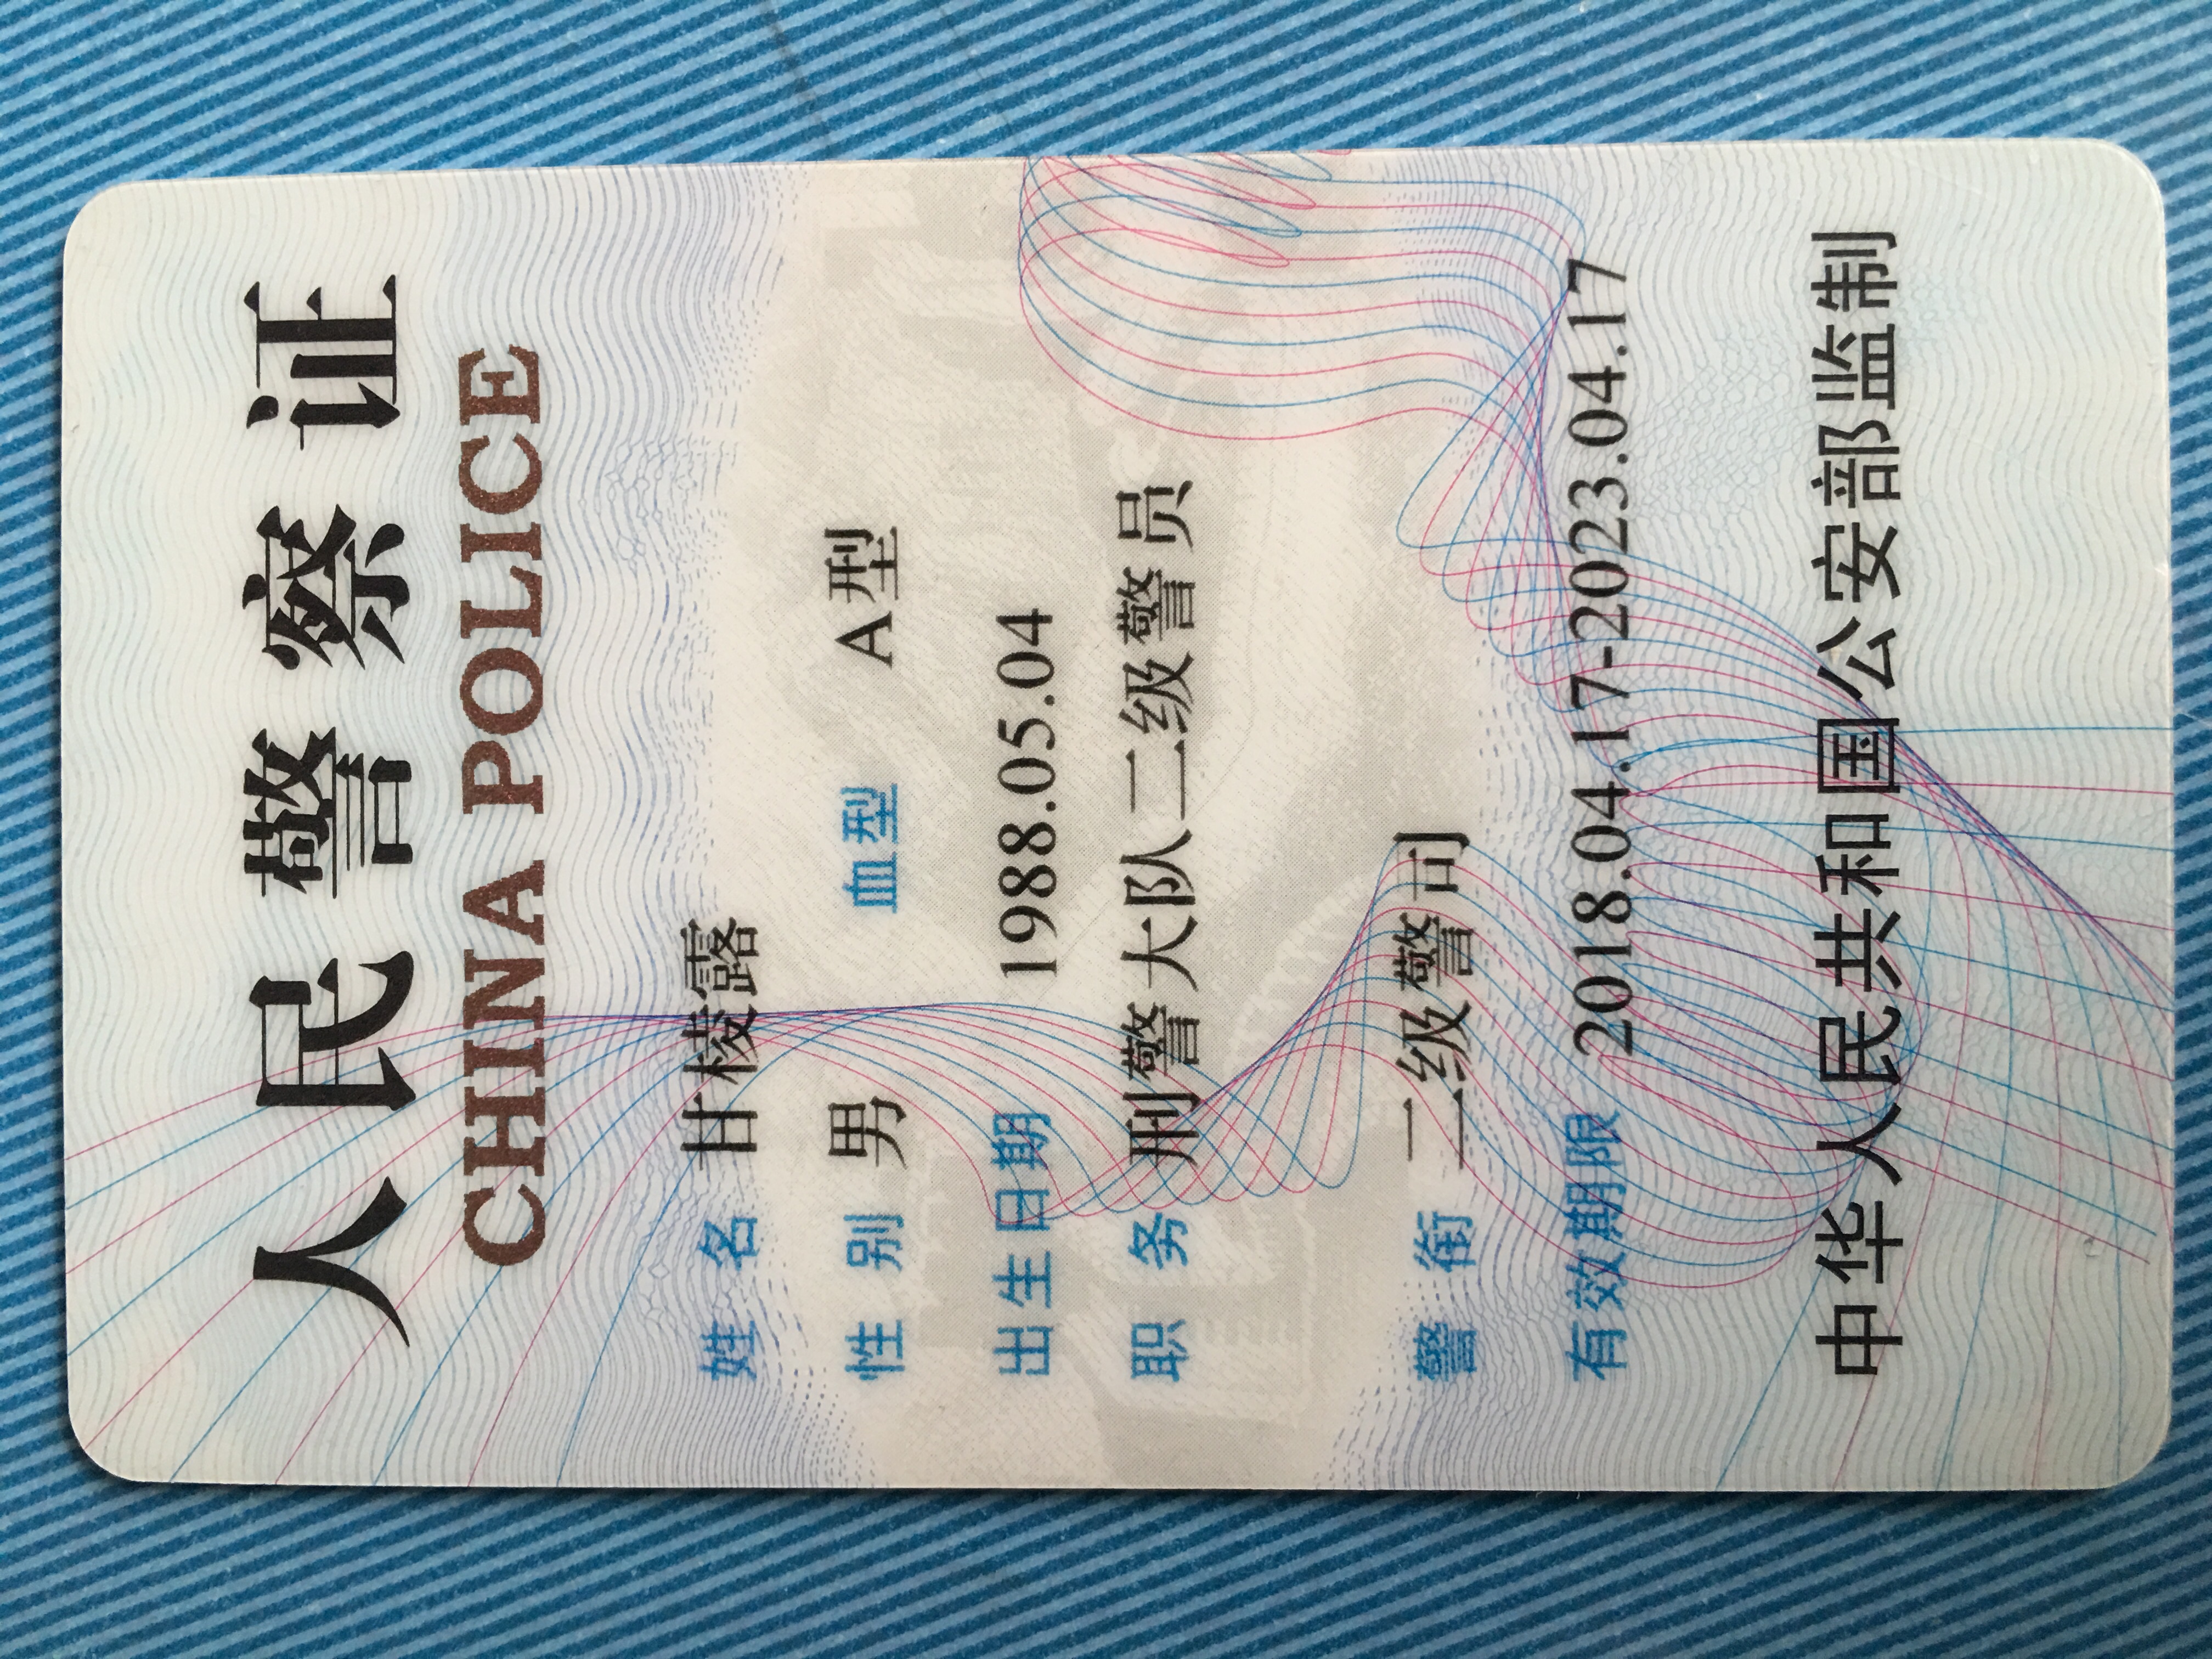 人民警察证
CHINA POLICE
姓名 甘棱露
性别 男 血型 A型
出生日期 1988.05.04
职务 刑警大队二级警员
警衔 二级警司
有效期限 2018.04.17-2023.04.17
中华人民共和国公安部监制